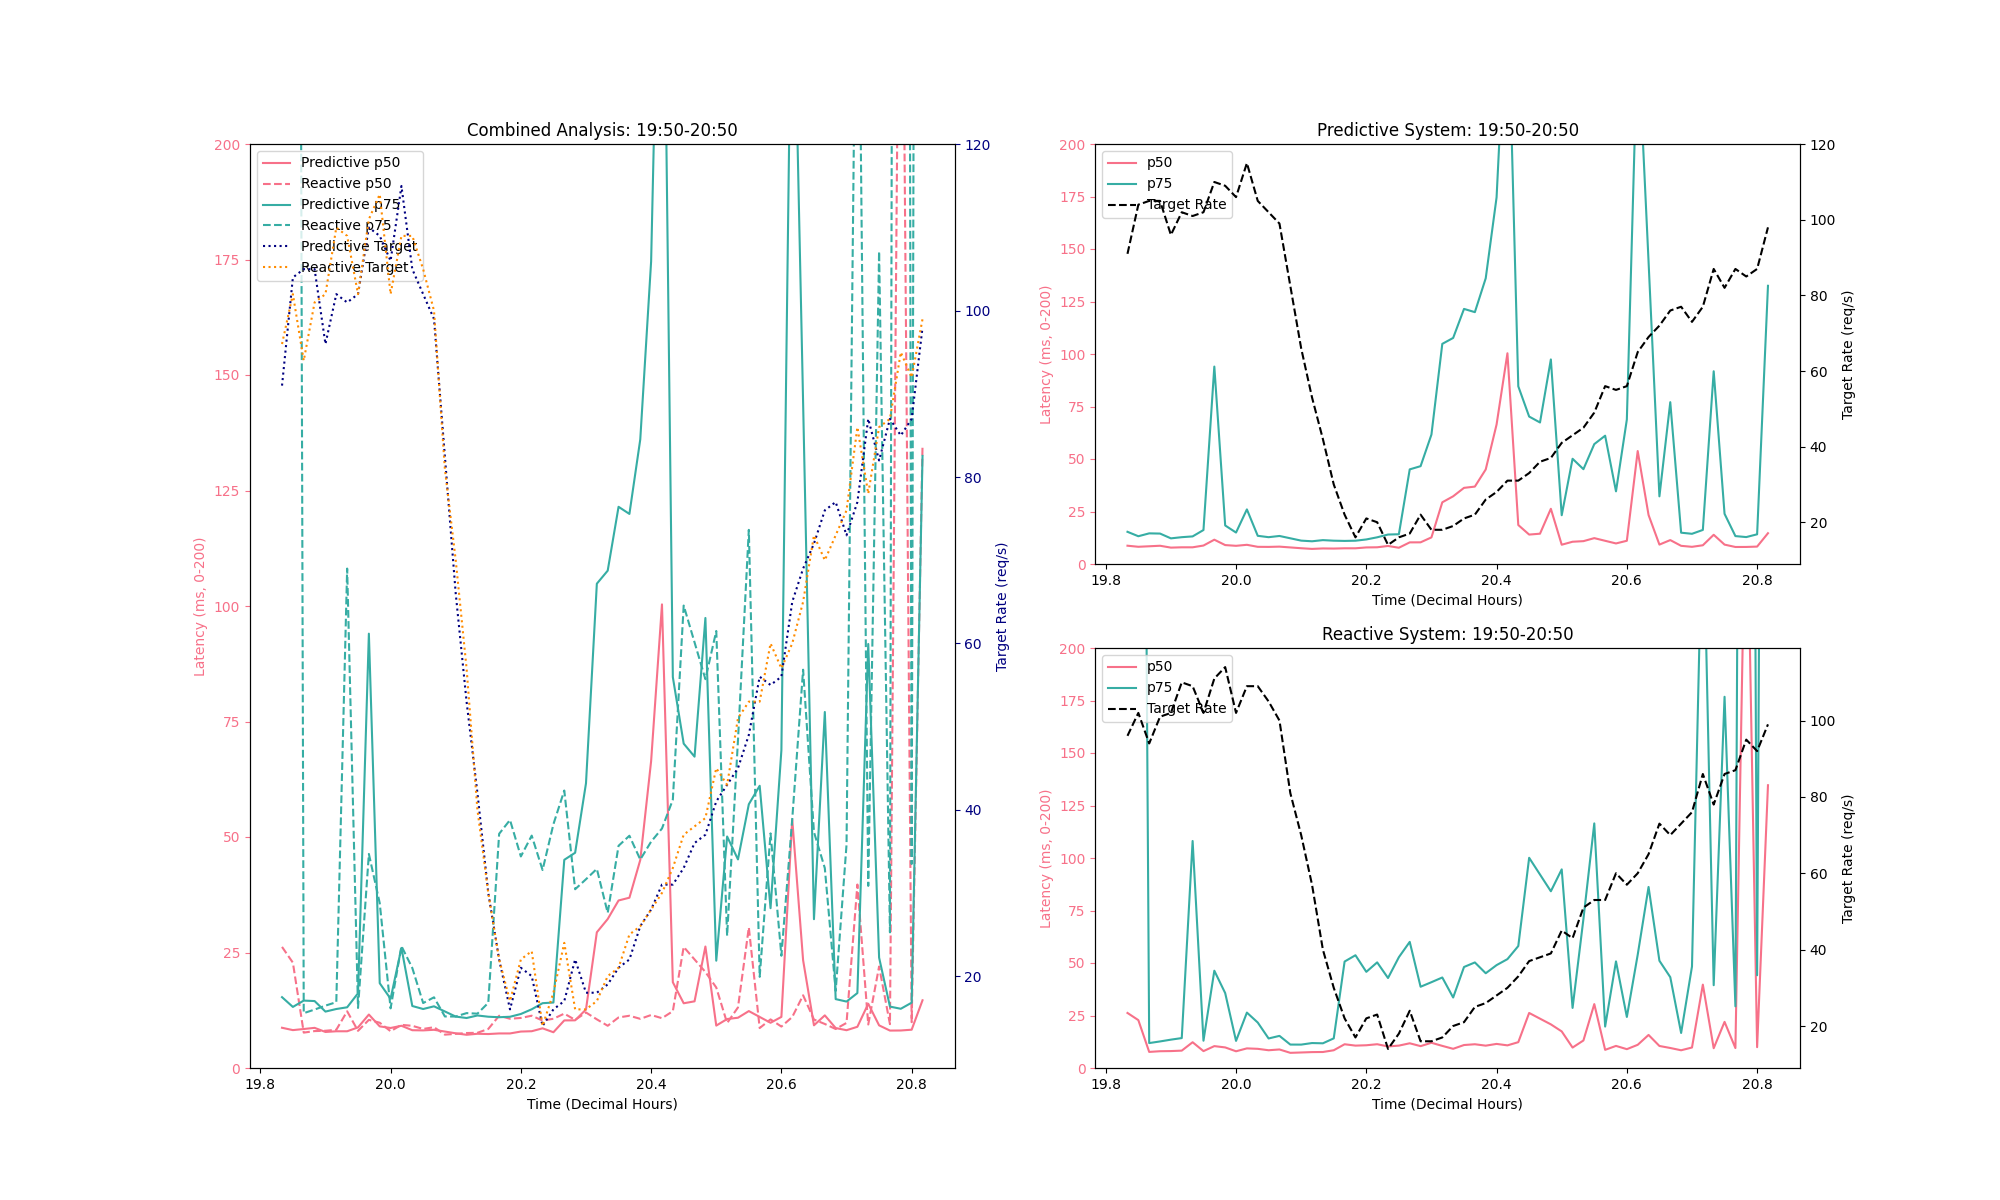 Combined Analysis: 19:50-20:50
Predictive p50
Reactive p50
Predictive p75
Reactive p75
Predictive Target
Reactive Target
200
175
150
125
100
75
50
25
0
Latency (ms, 0-200)
120
100
80
60
40
20
Target Rate (req/s)
19.8 20.0 20.2 20.4 20.6 20.8
Time (Decimal Hours)
Predictive System: 19:50-20:50
p50
p75
Target Rate
200
175
150
125
100
75
50
25
0
Latency (ms, 0-200)
120
100
80
60
40
20
Target Rate (req/s)
19.8 20.0 20.2 20.4 20.6 20.8
Time (Decimal Hours)
Reactive System: 19:50-20:50
p50
p75
Target Rate
200
175
150
125
100
75
50
25
0
Latency (ms, 0-200)
100
80
60
40
20
Target Rate (req/s)
19.8 20.0 20.2 20.4 20.6 20.8
Time (Decimal Hours)